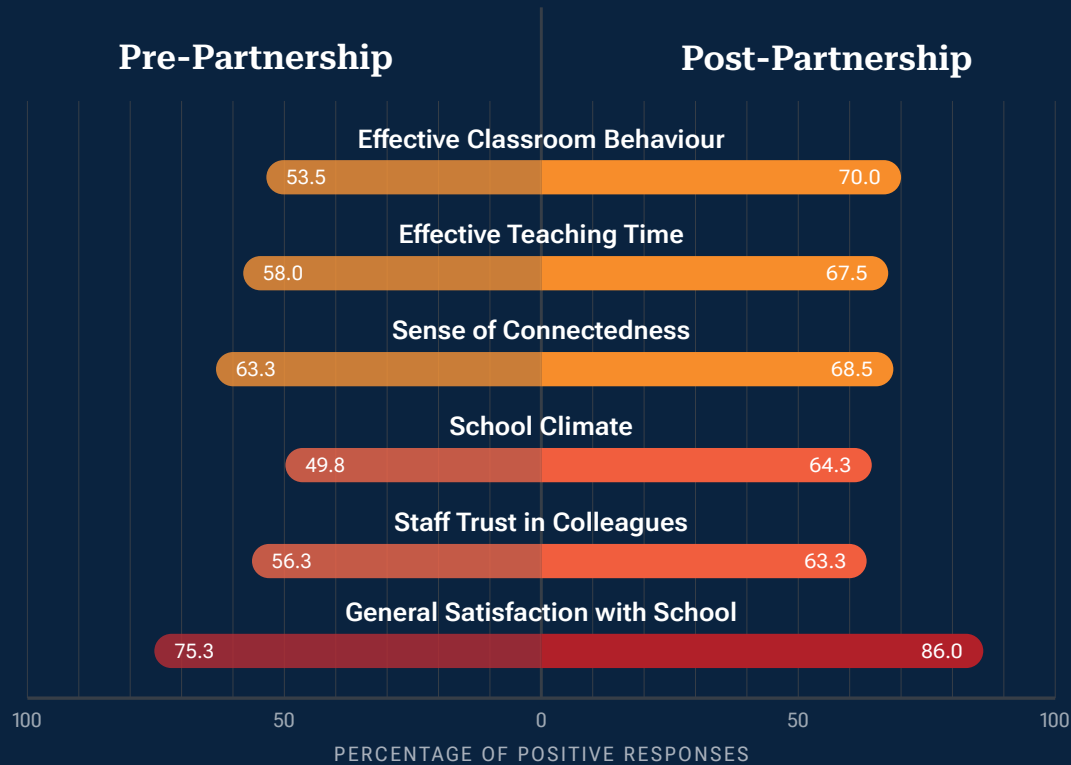 Pre-Partnership
Post-Partnership
Effective Classroom Behaviour
53.5
70.0
Effective Teaching Time
58.0
67.5
Sense of Connectedness
63.3
68.5
School Climate
49.8
64.3
Staff Trust in Colleagues
56.3
63.3
General Satisfaction with School
75.3
86.0
100
50
0
50
100
PERCENTAGE OF POSITIVE RESPONSES